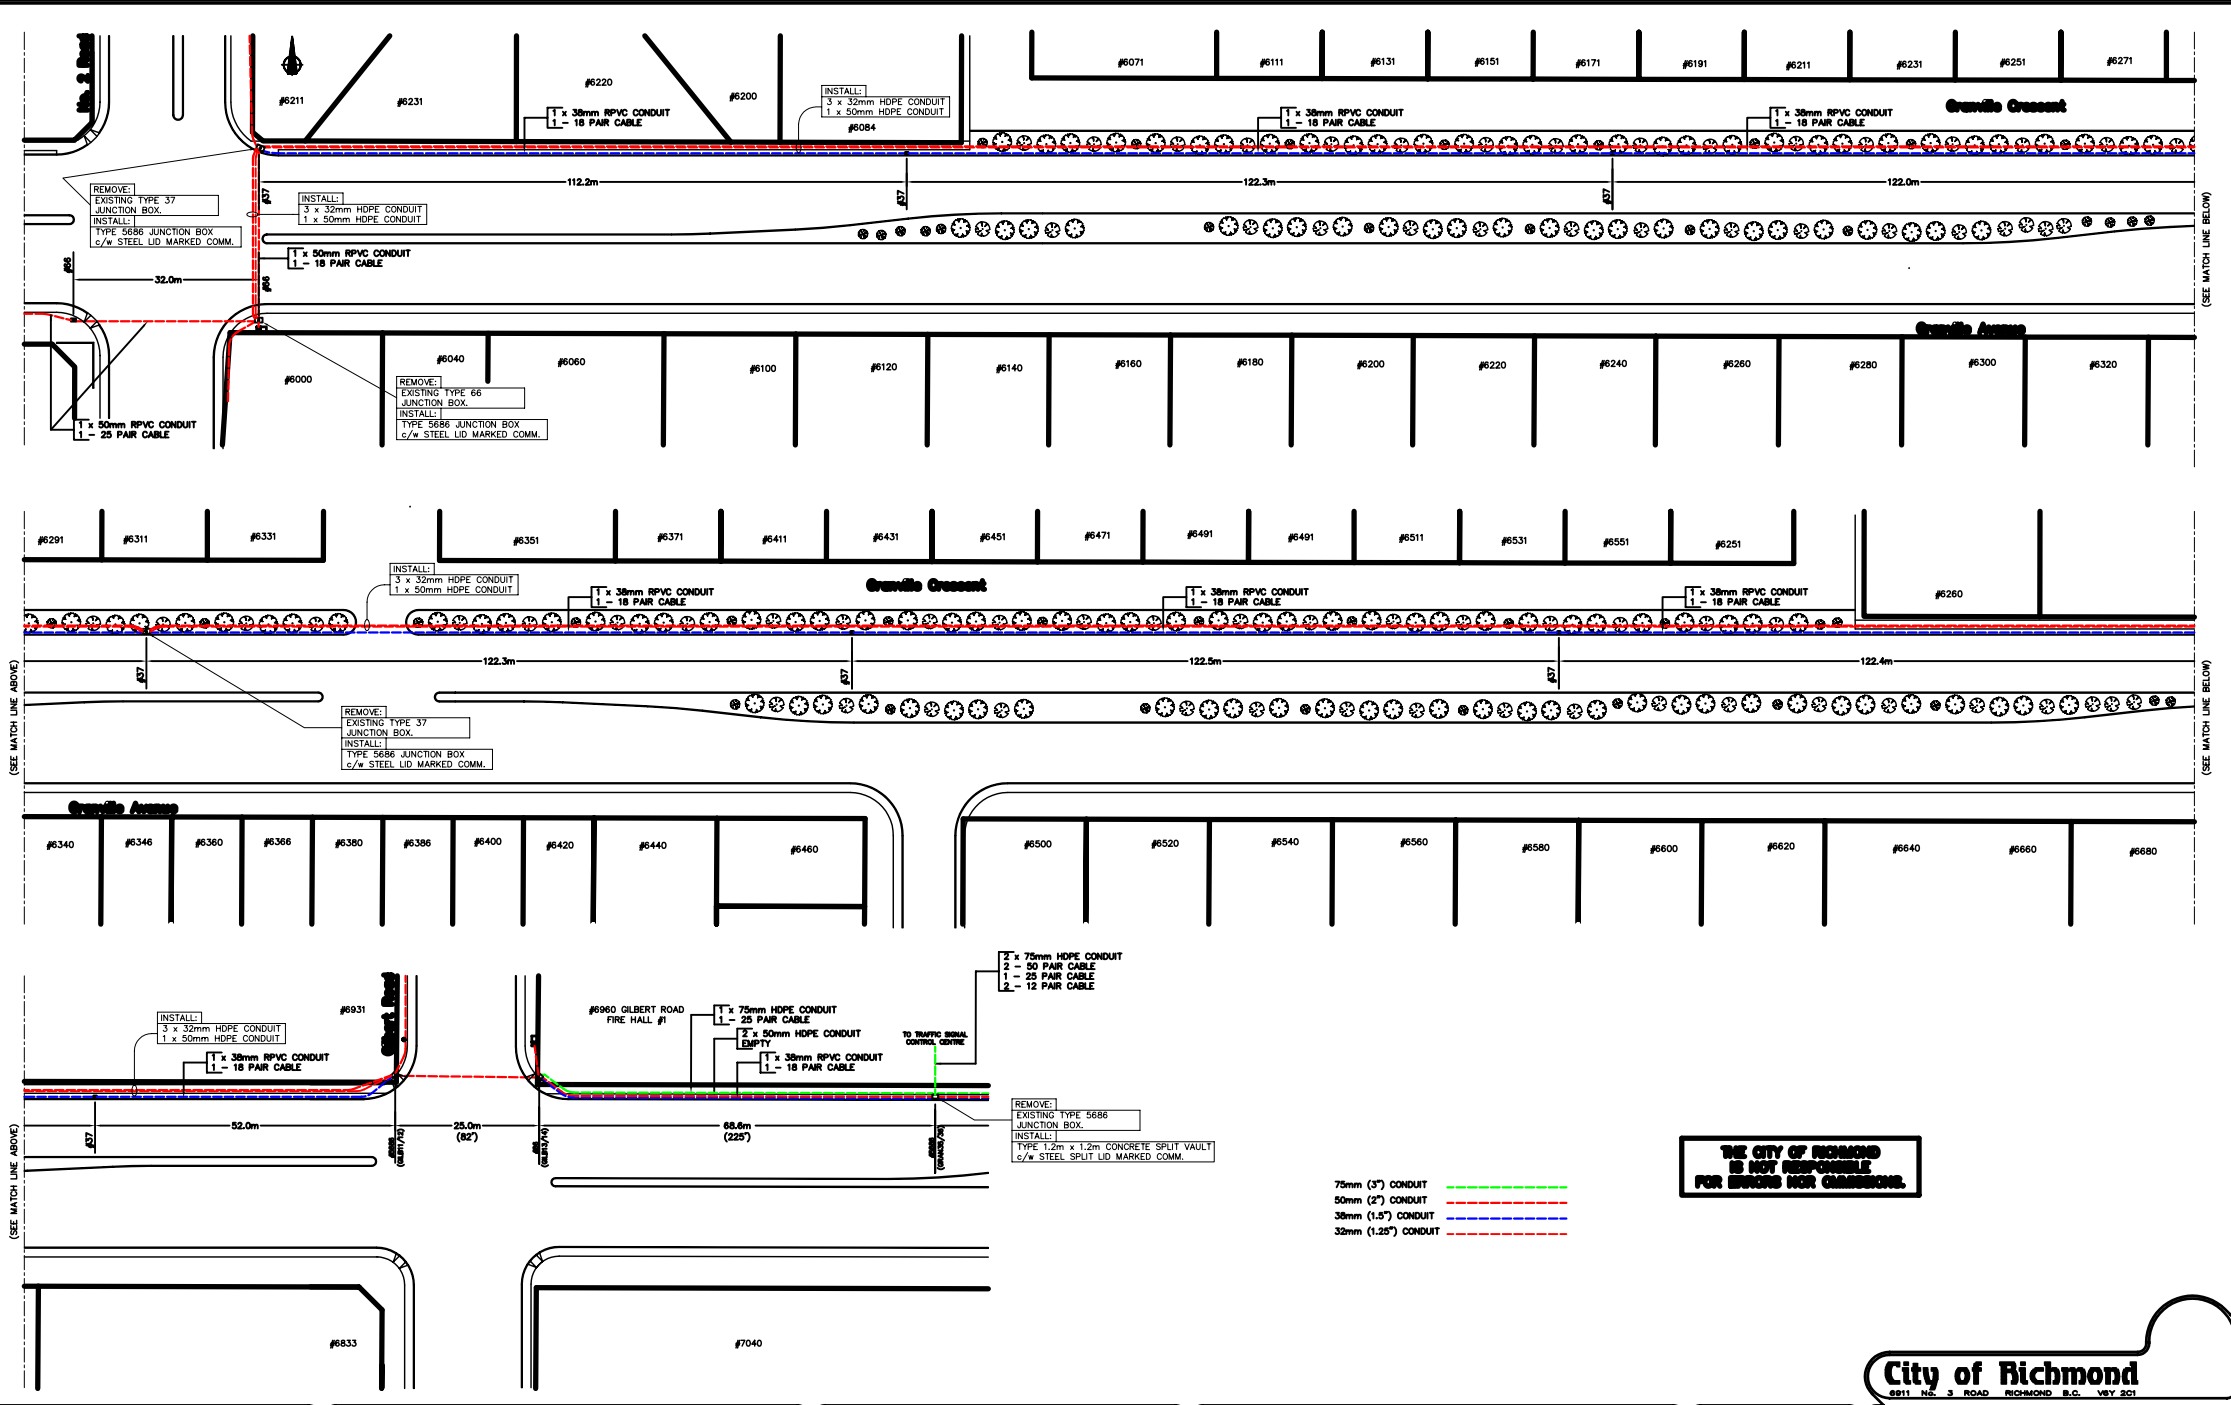 No. 2 Road
#6211
#6231
#6220
#6200
#6084
#6071
#6111
#6131
#6151
#6171
#6191
#6211
#6231
#6251
#6271
1 x 38mm RPVC CONDUIT
1 - 18 PAIR CABLE
INSTALL:
3 x 32mm HDPE CONDUIT
1 x 50mm HDPE CONDUIT
1 x 38mm RPVC CONDUIT
1 - 18 PAIR CABLE
1 x 38mm RPVC CONDUIT
1 - 18 PAIR CABLE
Granville Crescent
REMOVE:
EXISTING TYPE 37
JUNCTION BOX.
INSTALL:
TYPE 5686 JUNCTION BOX
c/w STEEL LID MARKED COMM.
#37
112.2m
#37
122.3m
#37
122.0m
INSTALL:
3 x 32mm HDPE CONDUIT
1 x 50mm HDPE CONDUIT
1 x 50mm RPVC CONDUIT
1 - 18 PAIR CABLE
#66
32.0m
#66
(SEE MATCH LINE BELOW)
Granville Avenue
#6000
#6040
#6060
#6100
#6120
#6140
#6160
#6180
#6200
#6220
#6240
#6260
#6280
#6300
#6320
REMOVE:
EXISTING TYPE 66
JUNCTION BOX.
INSTALL:
TYPE 5686 JUNCTION BOX
c/w STEEL LID MARKED COMM.
1 x 50mm RPVC CONDUIT
1 - 25 PAIR CABLE
#6291
#6311
#6331
#6351
#6371
#6411
#6431
#6451
#6471
#6491
#6491
#6511
#6531
#6551
#6251
#6260
INSTALL:
3 x 32mm HDPE CONDUIT
1 x 50mm HDPE CONDUIT
Granville Crescent
1 x 38mm RPVC CONDUIT
1 - 18 PAIR CABLE
1 x 38mm RPVC CONDUIT
1 - 18 PAIR CABLE
1 x 38mm RPVC CONDUIT
1 - 18 PAIR CABLE
(SEE MATCH LINE ABOVE)
#37
122.3m
#37
122.5m
#37
122.4m
(SEE MATCH LINE BELOW)
REMOVE:
EXISTING TYPE 37
JUNCTION BOX.
INSTALL:
TYPE 5686 JUNCTION BOX
c/w STEEL LID MARKED COMM.
Granville Avenue
#6340
#6346
#6360
#6366
#6380
#6386
#6400
#6420
#6440
#6460
#6500
#6520
#6540
#6560
#6580
#6600
#6620
#6640
#6660
#6680
2 x 75mm HDPE CONDUIT
2 - 50 PAIR CABLE
1 - 25 PAIR CABLE
2 - 12 PAIR CABLE
#6931
Gilbert Road
#6960 GILBERT ROAD
FIRE HALL #1
INSTALL:
3 x 32mm HDPE CONDUIT
1 x 50mm HDPE CONDUIT
1 x 38mm RPVC CONDUIT
1 - 18 PAIR CABLE
1 x 75mm HDPE CONDUIT
1 - 25 PAIR CABLE
2 x 50mm HDPE CONDUIT
EMPTY
1 x 38mm RPVC CONDUIT
1 - 18 PAIR CABLE
TO TRAFFIC SIGNAL
CONTROL CENTRE
(SEE MATCH LINE ABOVE)
#37
52.0m
(GILB11/12)
25.0m
(82')
(GILB13/14)
68.6m
(225')
REMOVE:
EXISTING TYPE 5686
JUNCTION BOX.
INSTALL:
TYPE 1.2m x 1.2m CONCRETE SPLIT VAULT
c/w STEEL SPLIT LID MARKED COMM.
THE CITY OF RICHMOND
IS NOT RESPONSIBLE
FOR ERRORS NOR OMMISSIONS.
75mm (3") CONDUIT
50mm (2") CONDUIT
38mm (1.5") CONDUIT
32mm (1.25") CONDUIT
#6833
#7040
City of Richmond
6911 No. 3 ROAD RICHMOND B.C. V6Y 2C1